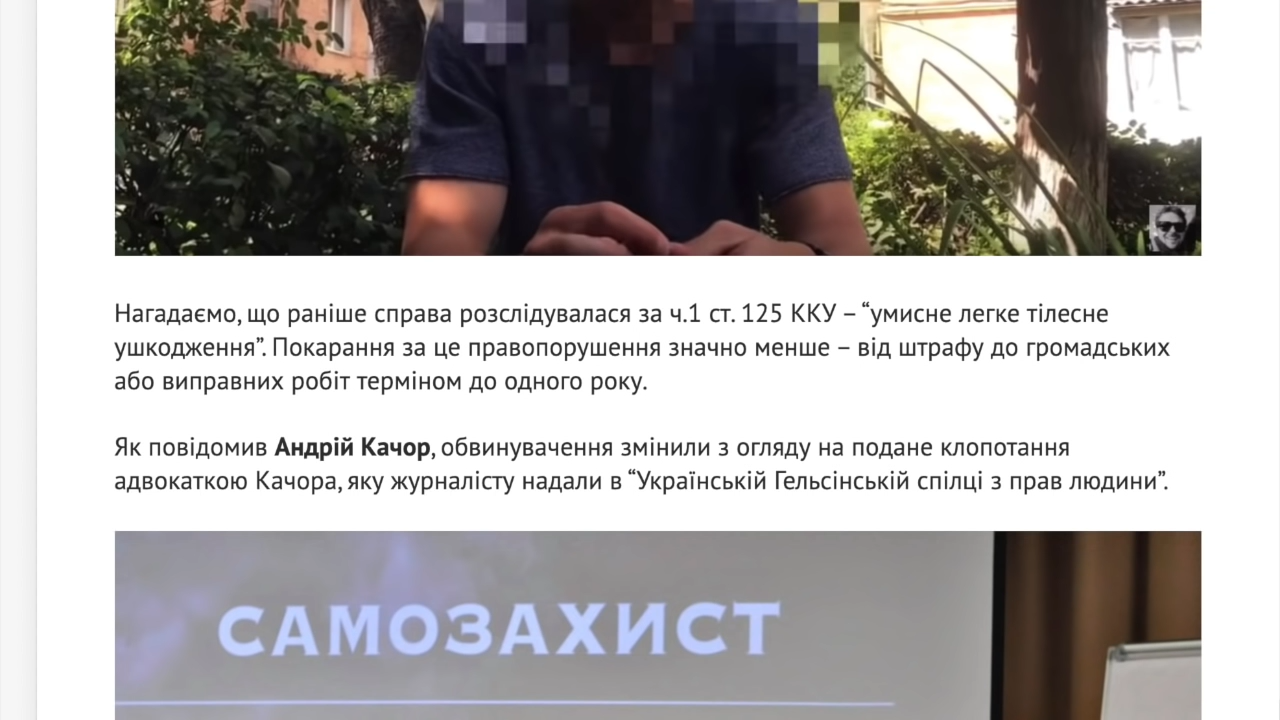 Нагадаємо, що раніше справа розслідувалася за ч.1 ст. 125 ККУ – “умисне легке тілесне
ушкодження”. Покарання за це правопорушення значно менше – від штрафу до громадських
або виправних робіт терміном до одного року.
Як повідомив Андрій Качор, обвинувачення змінили з огляду на подане клопотання
адвокаткою Качора, яку журналісту надали в “Українській Гельсінській спілці з прав людини”.
САМОЗАХИСТ